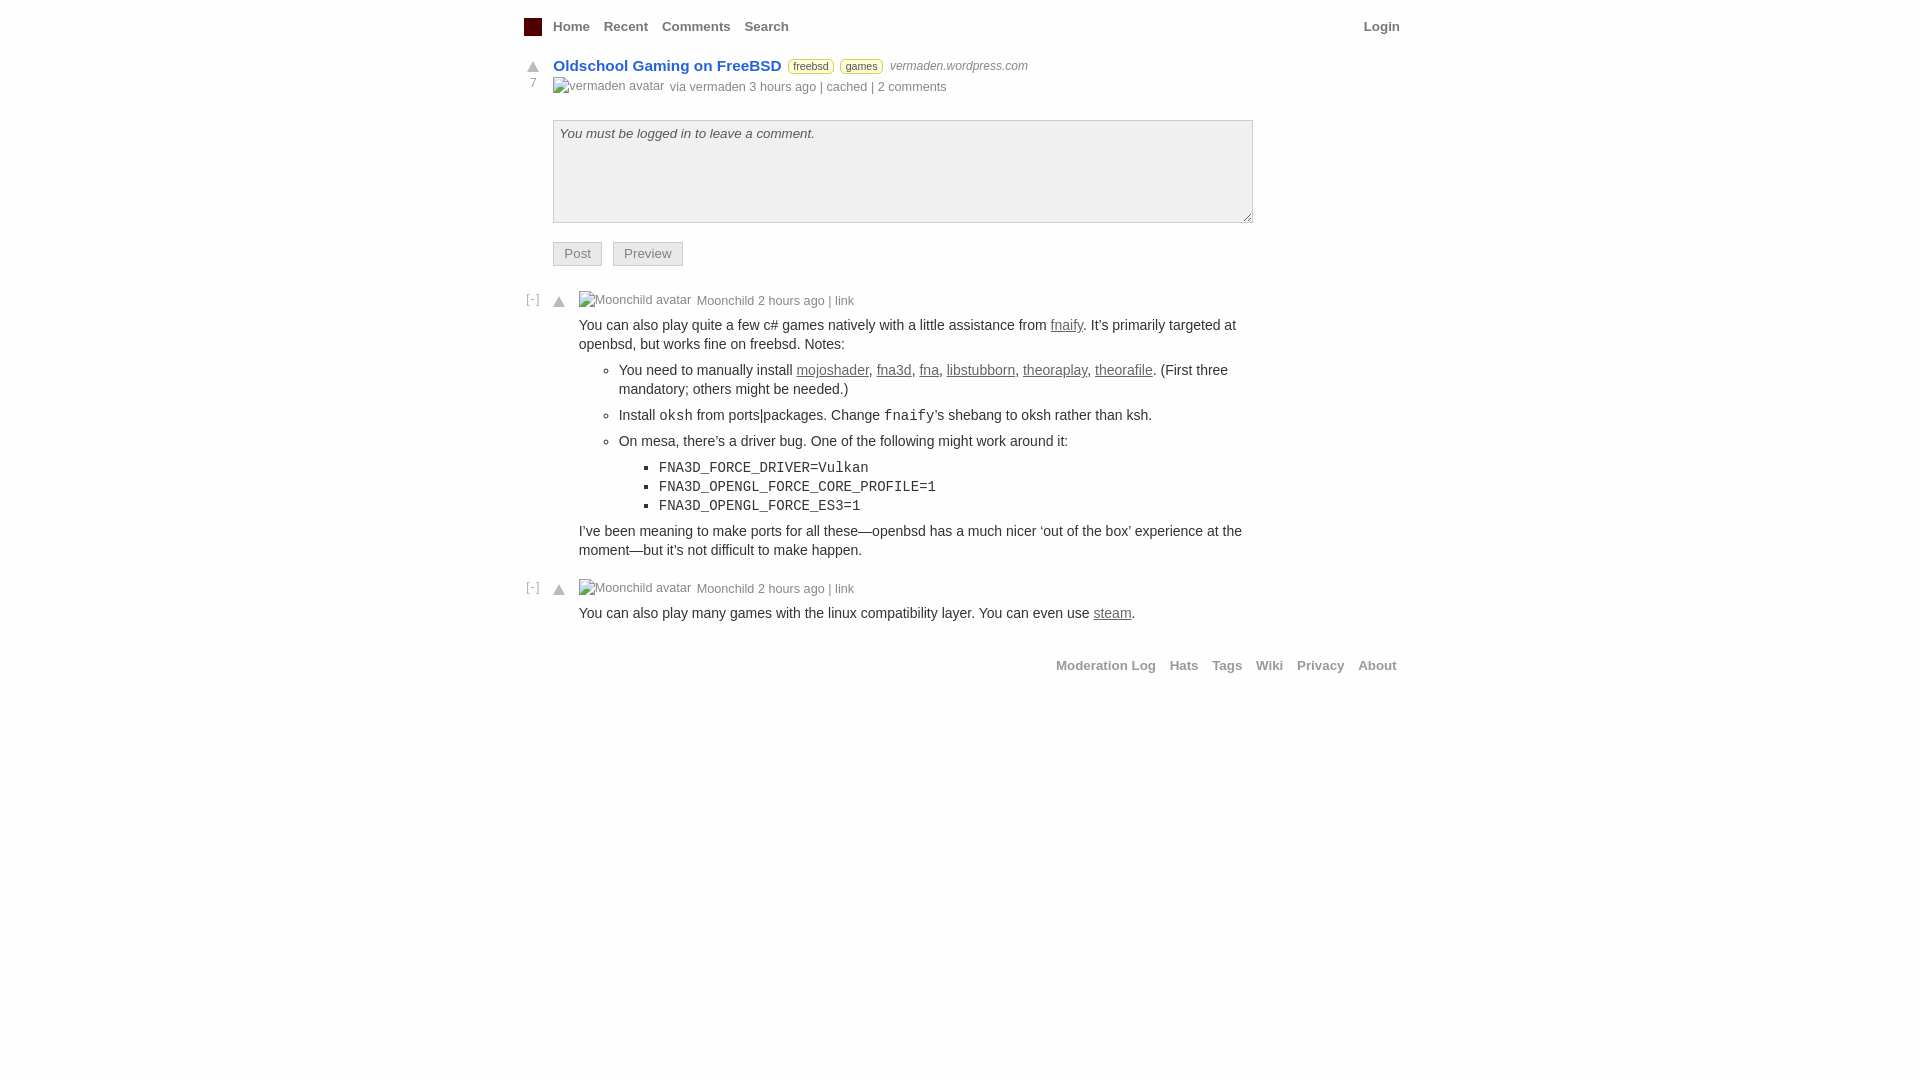 Home Recent Comments Search Login
Oldschool Gaming on FreeBSD freebsd games vermaden.wordpress.com
7
vermaden avatar via vermaden 3 hours ago | cached | 2 comments
You must be logged in to leave a comment.
Post Preview
[-] Moonchild avatar Moonchild 2 hours ago | link
You can also play quite a few c# games natively with a little assistance from fnaify. It’s primarily targeted at
openbsd, but works fine on freebsd. Notes:
You need to manually install mojoshader, fna3d, fna, libstubborn, theoraplay, theorafile. (First three
mandatory; others might be needed.)
Install oksh from ports|packages. Change fnaify’s shebang to oksh rather than ksh.
On mesa, there’s a driver bug. One of the following might work around it:
FNA3D_FORCE_DRIVER=Vulkan
FNA3D_OPENGL_FORCE_CORE_PROFILE=1
FNA3D_OPENGL_FORCE_ES3=1
I’ve been meaning to make ports for all these—openbsd has a much nicer ‘out of the box’ experience at the
moment—but it’s not difficult to make happen.
[-] Moonchild avatar Moonchild 2 hours ago | link
You can also play many games with the linux compatibility layer. You can even use steam.
Moderation Log Hats Tags Wiki Privacy About